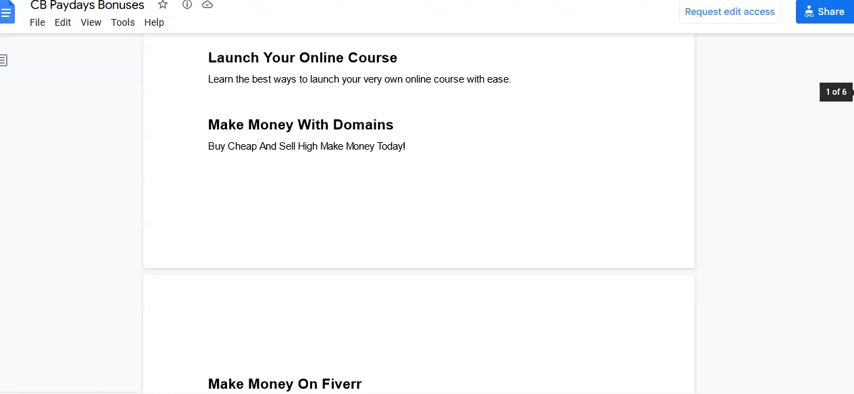 CB Paydays Bonuses
Request edit access
Share
File Edit View Tools Help
Launch Your Online Course
Learn the best ways to launch your very own online course with ease.
1 of 6
Make Money With Domains
Buy Cheap And Sell High Make Money Today!
Make Money On Fiverr